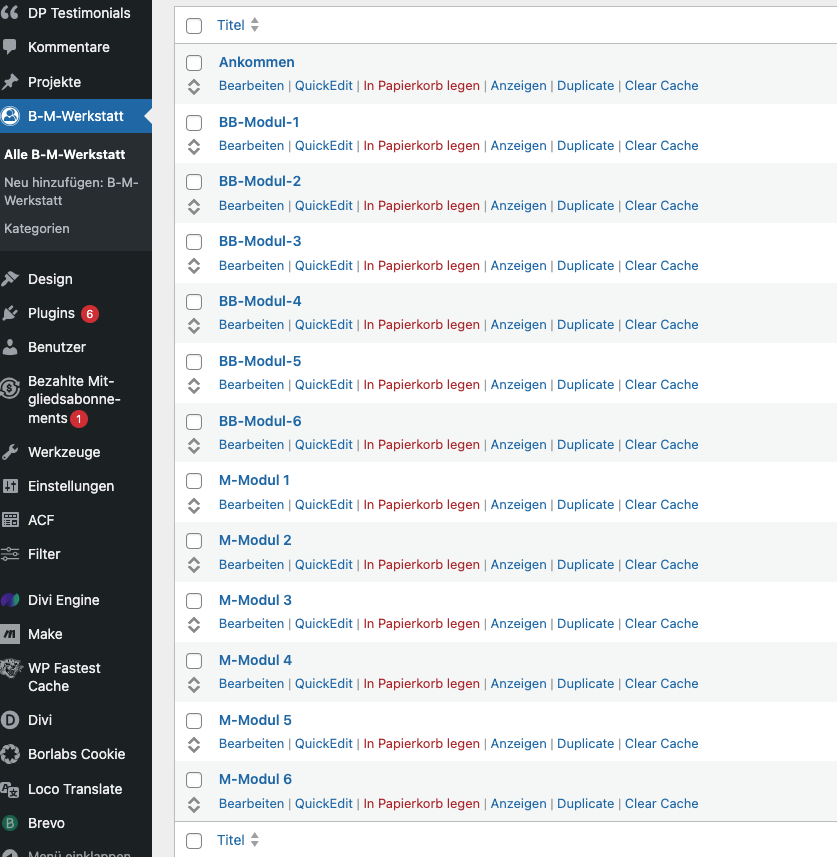 DP Testimonials
Kommentare
Projekte
B-M-Werkstatt
Alle B-M-Werkstatt
Neu hinzufügen: B-M-
Werkstatt
Kategorien
Design
Plugins 6
Benutzer
Bezahlte Mit-
gliedsabonne-
ments 1
Werkzeuge
Einstellungen
ACF
Filter
Divi Engine
Make
WP Fastest
Cache
Divi
Borlabs Cookie
Loco Translate
Brevo
Menü einklappen
Titel
Ankommen
Bearbeiten | QuickEdit | In Papierkorb legen | Anzeigen | Duplicate | Clear Cache
BB-Modul-1
Bearbeiten | QuickEdit | In Papierkorb legen | Anzeigen | Duplicate | Clear Cache
BB-Modul-2
Bearbeiten | QuickEdit | In Papierkorb legen | Anzeigen | Duplicate | Clear Cache
BB-Modul-3
Bearbeiten | QuickEdit | In Papierkorb legen | Anzeigen | Duplicate | Clear Cache
BB-Modul-4
Bearbeiten | QuickEdit | In Papierkorb legen | Anzeigen | Duplicate | Clear Cache
BB-Modul-5
Bearbeiten | QuickEdit | In Papierkorb legen | Anzeigen | Duplicate | Clear Cache
BB-Modul-6
Bearbeiten | QuickEdit | In Papierkorb legen | Anzeigen | Duplicate | Clear Cache
M-Modul 1
Bearbeiten | QuickEdit | In Papierkorb legen | Anzeigen | Duplicate | Clear Cache
M-Modul 2
Bearbeiten | QuickEdit | In Papierkorb legen | Anzeigen | Duplicate | Clear Cache
M-Modul 3
Bearbeiten | QuickEdit | In Papierkorb legen | Anzeigen | Duplicate | Clear Cache
M-Modul 4
Bearbeiten | QuickEdit | In Papierkorb legen | Anzeigen | Duplicate | Clear Cache
M-Modul 5
Bearbeiten | QuickEdit | In Papierkorb legen | Anzeigen | Duplicate | Clear Cache
M-Modul 6
Bearbeiten | QuickEdit | In Papierkorb legen | Anzeigen | Duplicate | Clear Cache
Titel